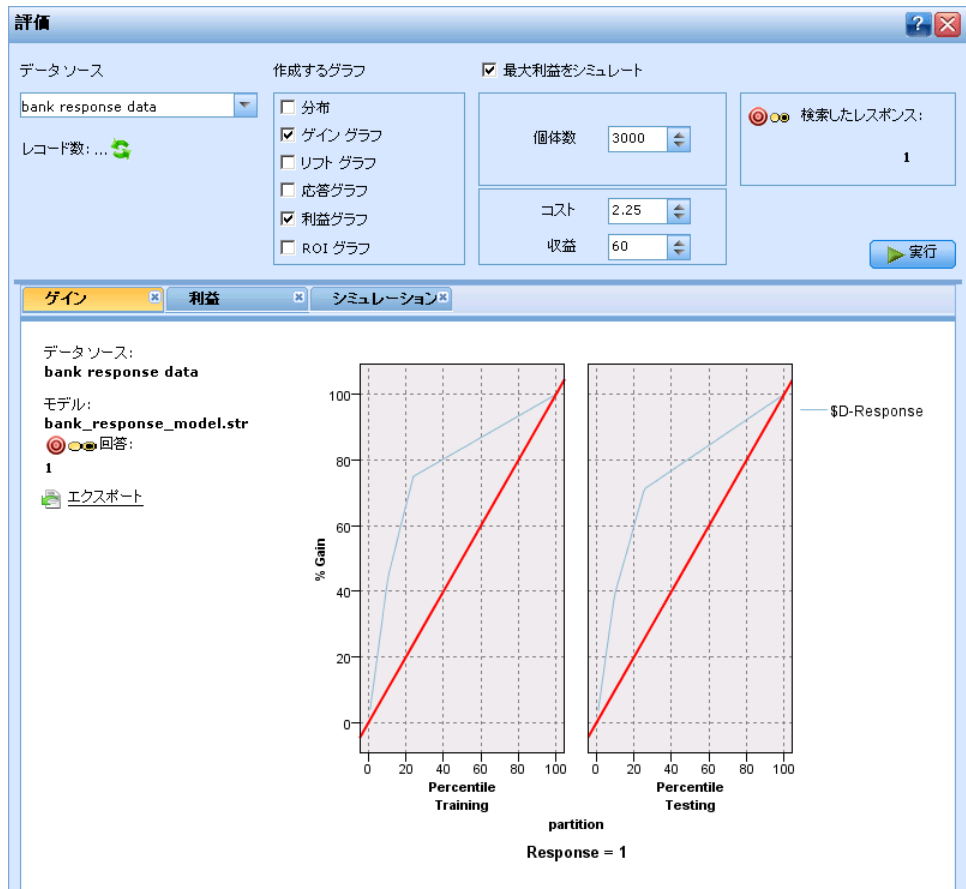 評価
データソース
bank response data
レコード数: ...
作成するグラフ
分布
ゲイン グラフ
リフト グラフ
応答グラフ
利益グラフ
ROI グラフ
最大利益をシミュレート
個体数 3000
コスト 2.25
収益 60
検索したレスポンス:
1
実行
ゲイン 利益 シミュレーション
データソース:
bank response data
モデル:
bank_response_model.str
回答:
1
エクスポート
% Gain
100
80
60
40
20
0
0 20 40 60 80 100
Percentile
Training
0 20 40 60 80 100
Percentile
Testing
partition
Response = 1
$D-Response